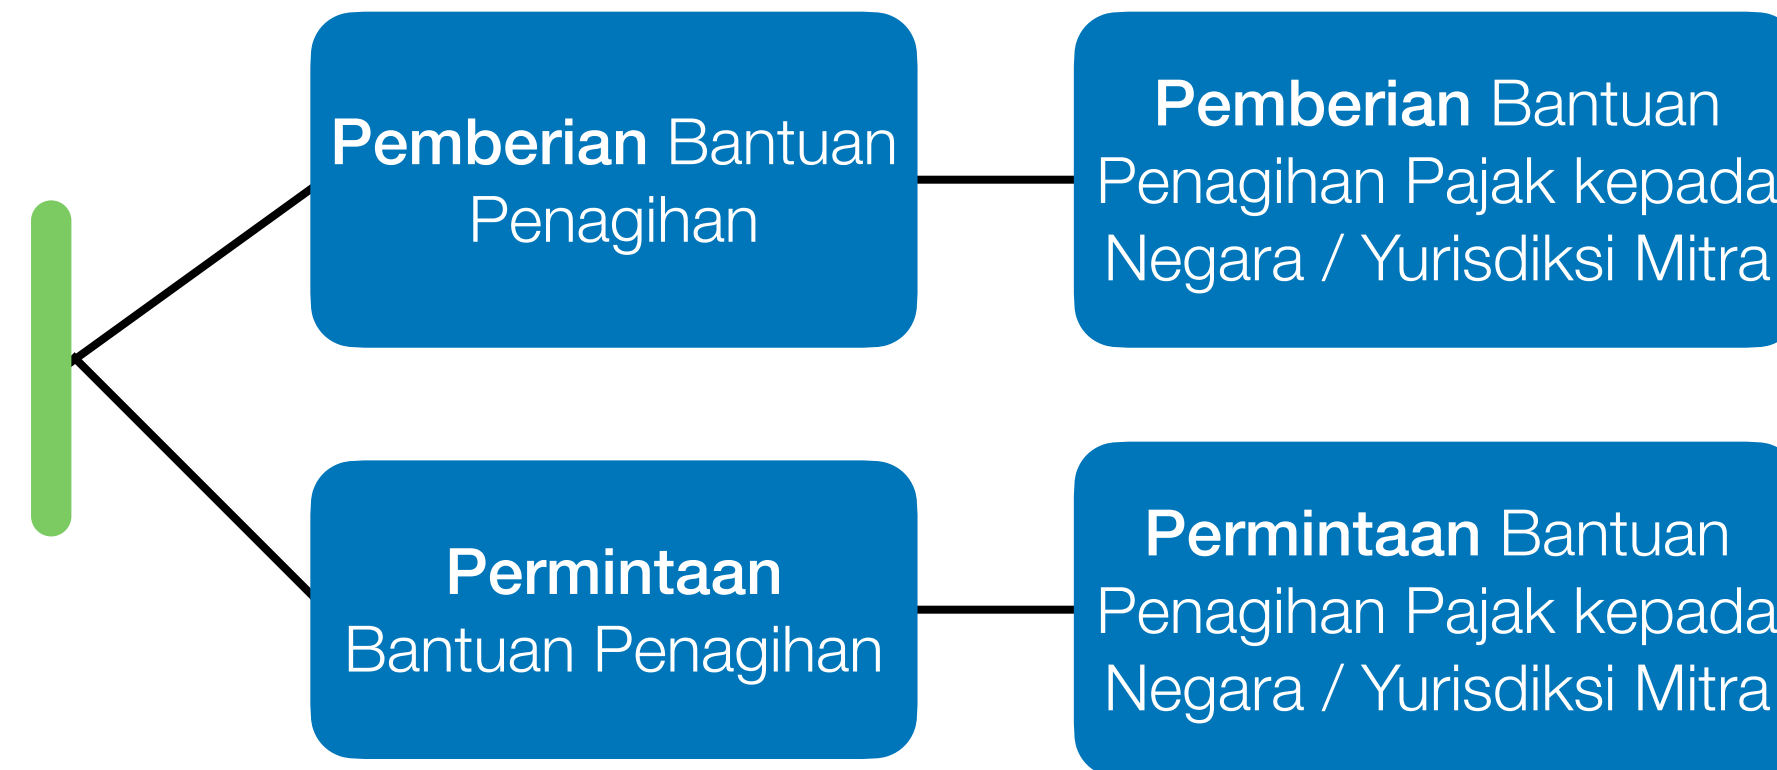 Pemberian Bantuan
Penagihan
Pemberian Bantuan
Penagihan Pajak kepada
Negara / Yurisdiksi Mitra
Permintaan
Bantuan Penagihan
Permintaan Bantuan
Penagihan Pajak kepada
Negara / Yurisdiksi Mitra